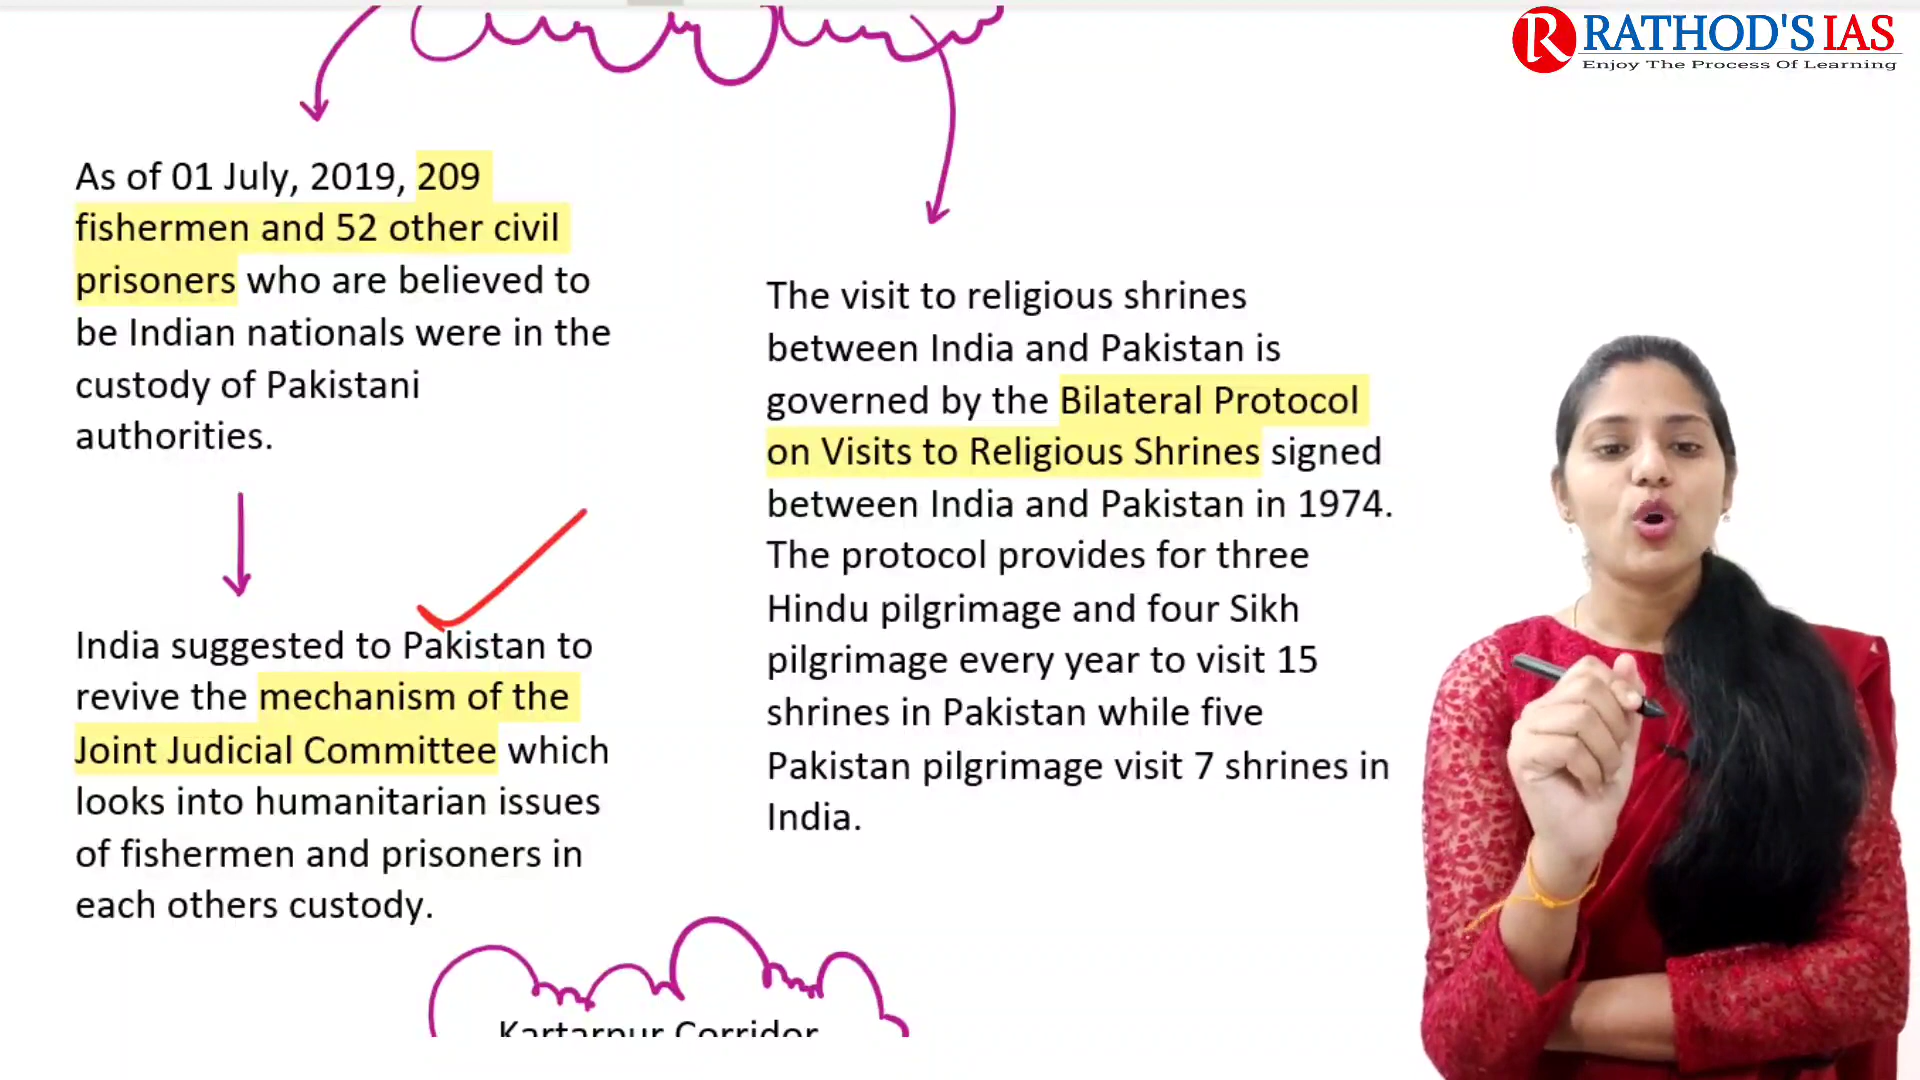 RATHOD'S IAS
Enjoy The Process Of Learning
As of 01 July, 2019, 209
fishermen and 52 other civil
prisoners who are believed to
be Indian nationals were in the
custody of Pakistani
authorities.
India suggested to Pakistan to
revive the mechanism of the
Joint Judicial Committee which
looks into humanitarian issues
of fishermen and prisoners in
each others custody.
The visit to religious shrines
between India and Pakistan is
governed by the Bilateral Protocol
on Visits to Religious Shrines signed
between India and Pakistan in 1974.
The protocol provides for three
Hindu pilgrimage and four Sikh
pilgrimage every year to visit 15
shrines in Pakistan while five
Pakistan pilgrimage visit 7 shrines in
India.
Kartarpur Corridor